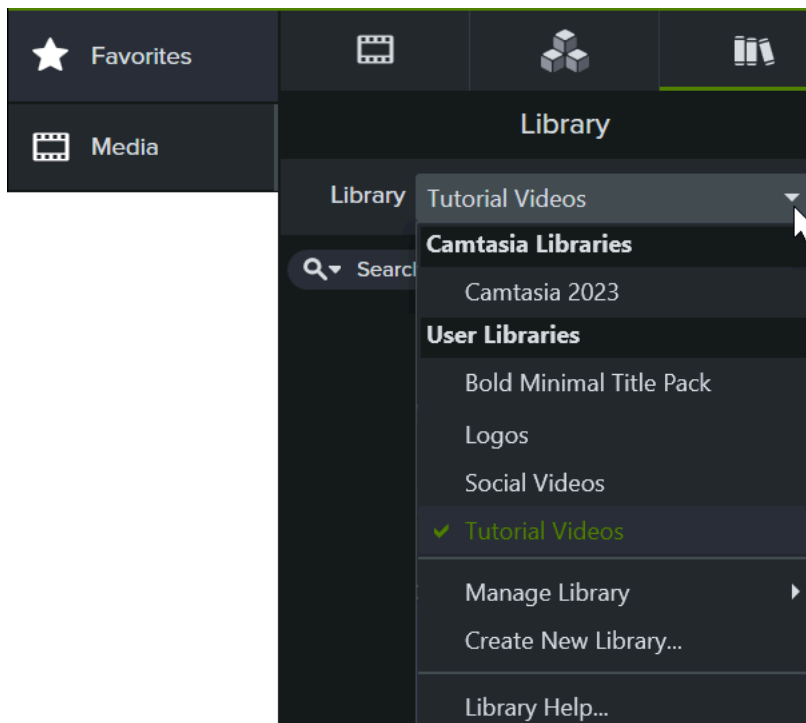 Favorites
Media
Library
Library Tutorial Videos
Search
Camtasia Libraries
Camtasia 2023
User Libraries
Bold Minimal Title Pack
Logos
Social Videos
Tutorial Videos
Manage Library
Create New Library...
Library Help...